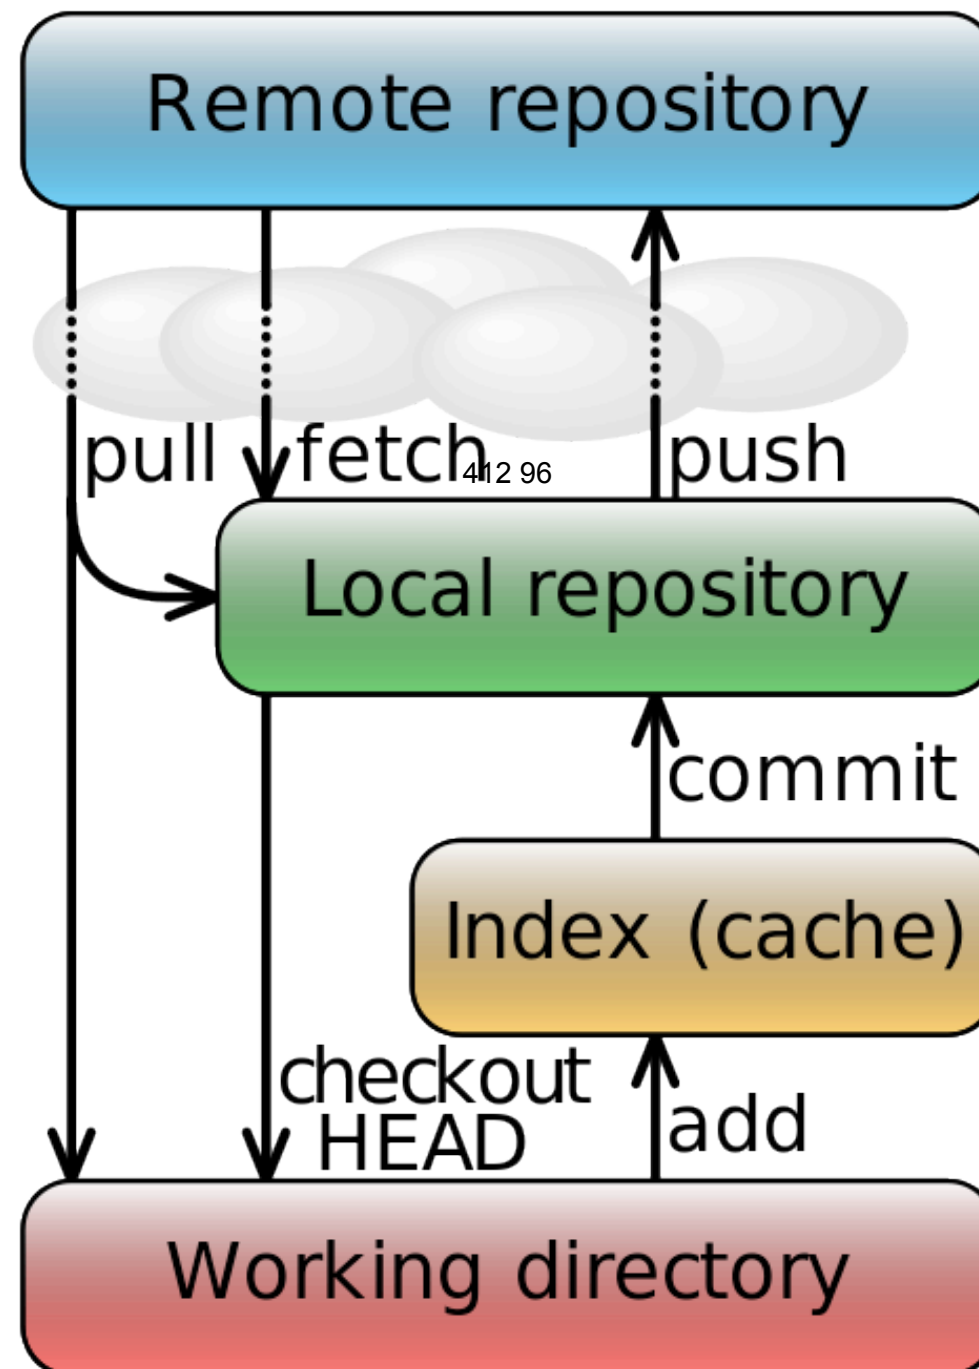 Remote repository
pull
fetch
412 96
push
Local repository
commit
Index (cache)
checkout
HEAD
add
Working directory